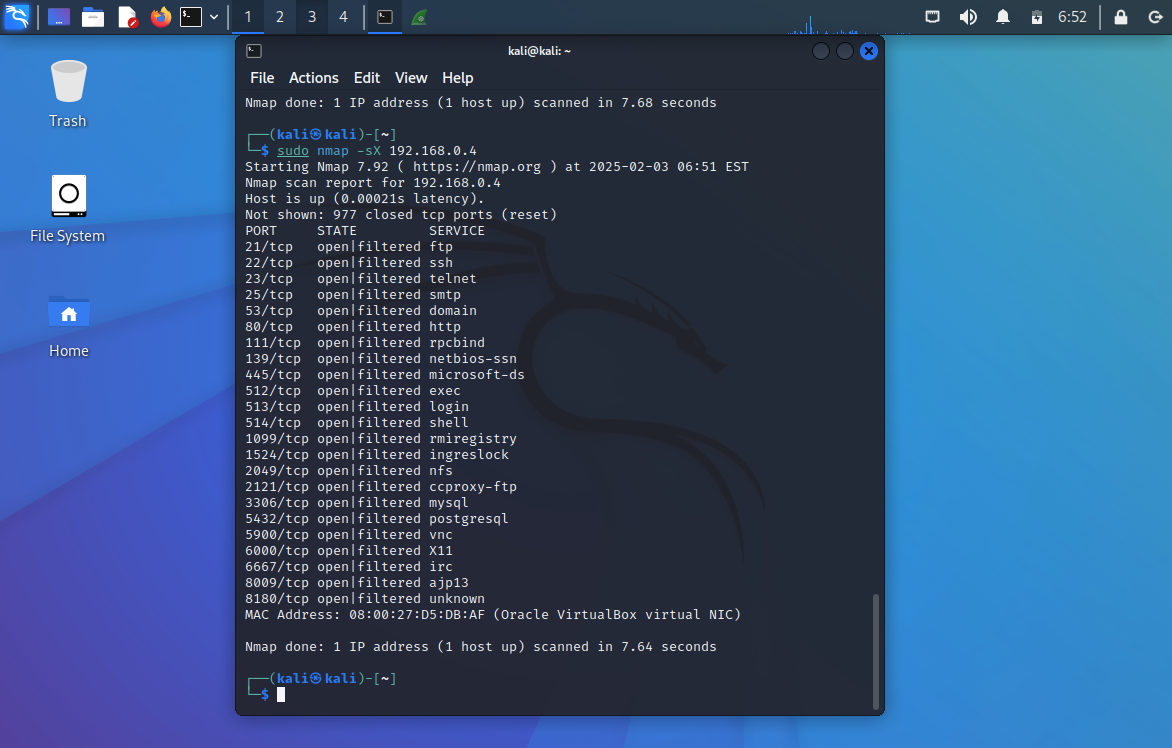 1 2 3 4 6:52
kali@kali: ~
File Actions Edit View Help
Trash
File System
Home
Nmap done: 1 IP address (1 host up) scanned in 7.68 seconds
┌──(kali㉿kali)-[~]
└─$ sudo nmap -sX 192.168.0.4
Starting Nmap 7.92 ( https://nmap.org ) at 2025-02-03 06:51 EST
Nmap scan report for 192.168.0.4
Host is up (0.00021s latency).
Not shown: 977 closed tcp ports (reset)
PORT STATE SERVICE
21/tcp open|filtered ftp
22/tcp open|filtered ssh
23/tcp open|filtered telnet
25/tcp open|filtered smtp
53/tcp open|filtered domain
80/tcp open|filtered http
111/tcp open|filtered rpcbind
139/tcp open|filtered netbios-ssn
445/tcp open|filtered microsoft-ds
512/tcp open|filtered exec
513/tcp open|filtered login
514/tcp open|filtered shell
1099/tcp open|filtered rmiregistry
1524/tcp open|filtered ingreslock
2049/tcp open|filtered nfs
2121/tcp open|filtered ccproxy-ftp
3306/tcp open|filtered mysql
5432/tcp open|filtered postgresql
5900/tcp open|filtered vnc
6000/tcp open|filtered X11
6667/tcp open|filtered irc
8009/tcp open|filtered ajp13
8180/tcp open|filtered unknown
MAC Address: 08:00:27:D5:DB:AF (Oracle VirtualBox virtual NIC)
Nmap done: 1 IP address (1 host up) scanned in 7.64 seconds
┌──(kali㉿kali)-[~]
└─$